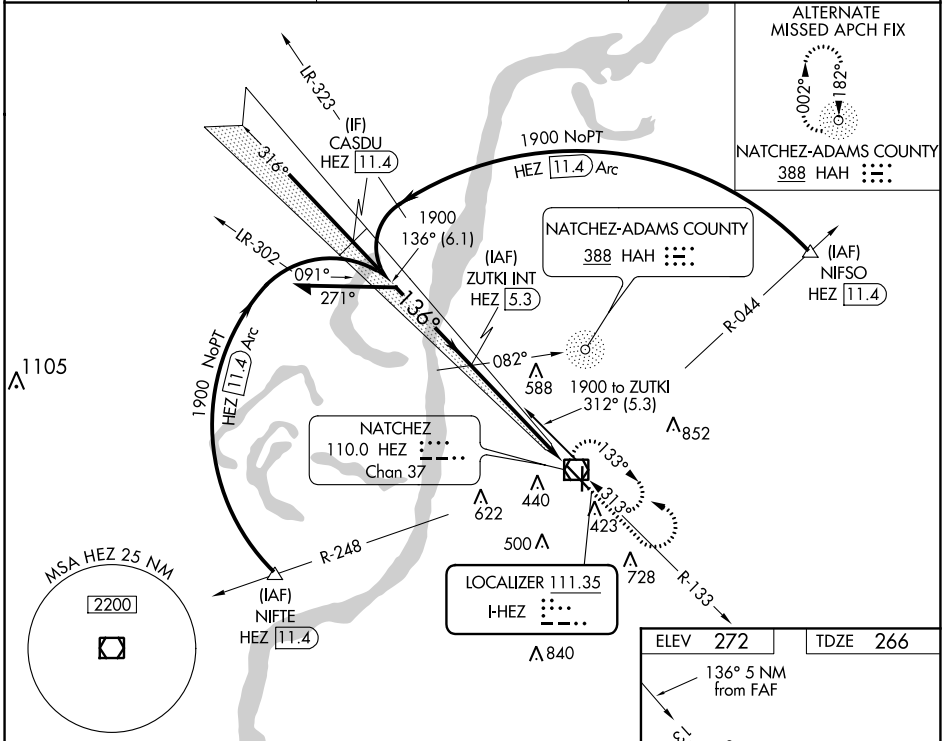 ALTERNATE
MISSED APCH FIX
002°
182°
NATCHEZ-ADAMS COUNTY
388 HAH
LR-323
(IF)
CASDU
HEZ 11.4
316°
1900 NoPT
HEZ 11.4 Arc
1900
136° (6.1)
NATCHEZ-ADAMS COUNTY
388 HAH
(IAF)
ZUTKI INT
HEZ 5.3
(IAF)
NIFSO
HEZ 11.4
R-044
LR-302
091°
271°
136°
082°
1105
1900 NoPT
HEZ 11.4 Arc
588
1900 to ZUTKI
312° (5.3)
852
NATCHEZ
110.0 HEZ
Chan 37
133°
313°
440
622
423
500
728
R-248
R-133
MSA HEZ 25 NM
2200
(IAF)
NIFTE
HEZ 11.4
LOCALIZER 111.35
I-HEZ
840
ELEV 272
TDZE 266
136° 5 NM
from FAF